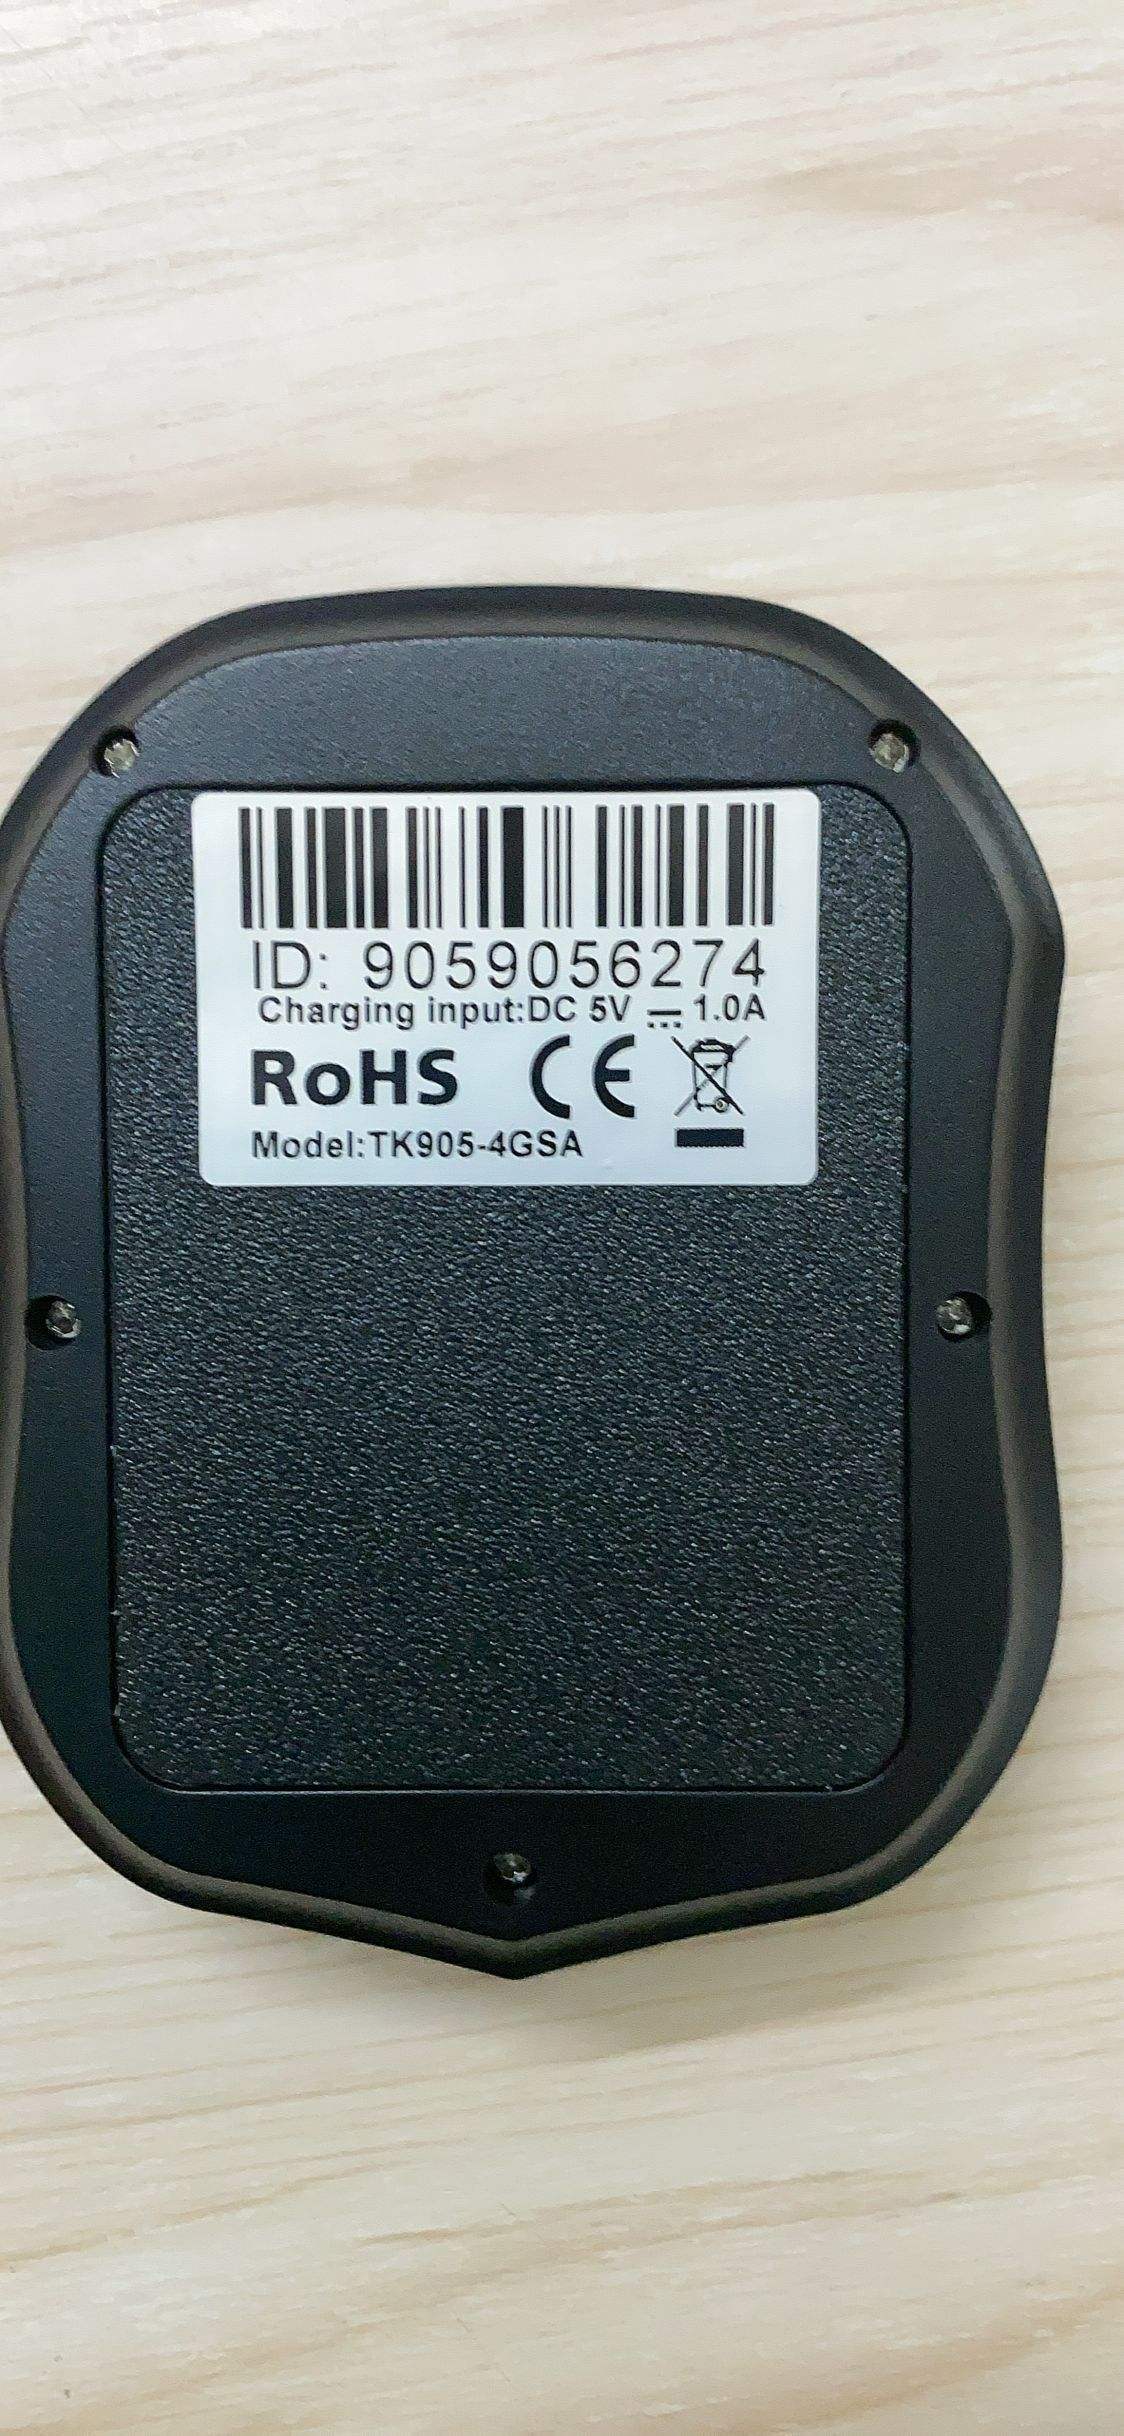 ID: 9059056274
Charging input:DC 5V ⎓ 1.0A
RoHS CE
Model:TK905-4GSA